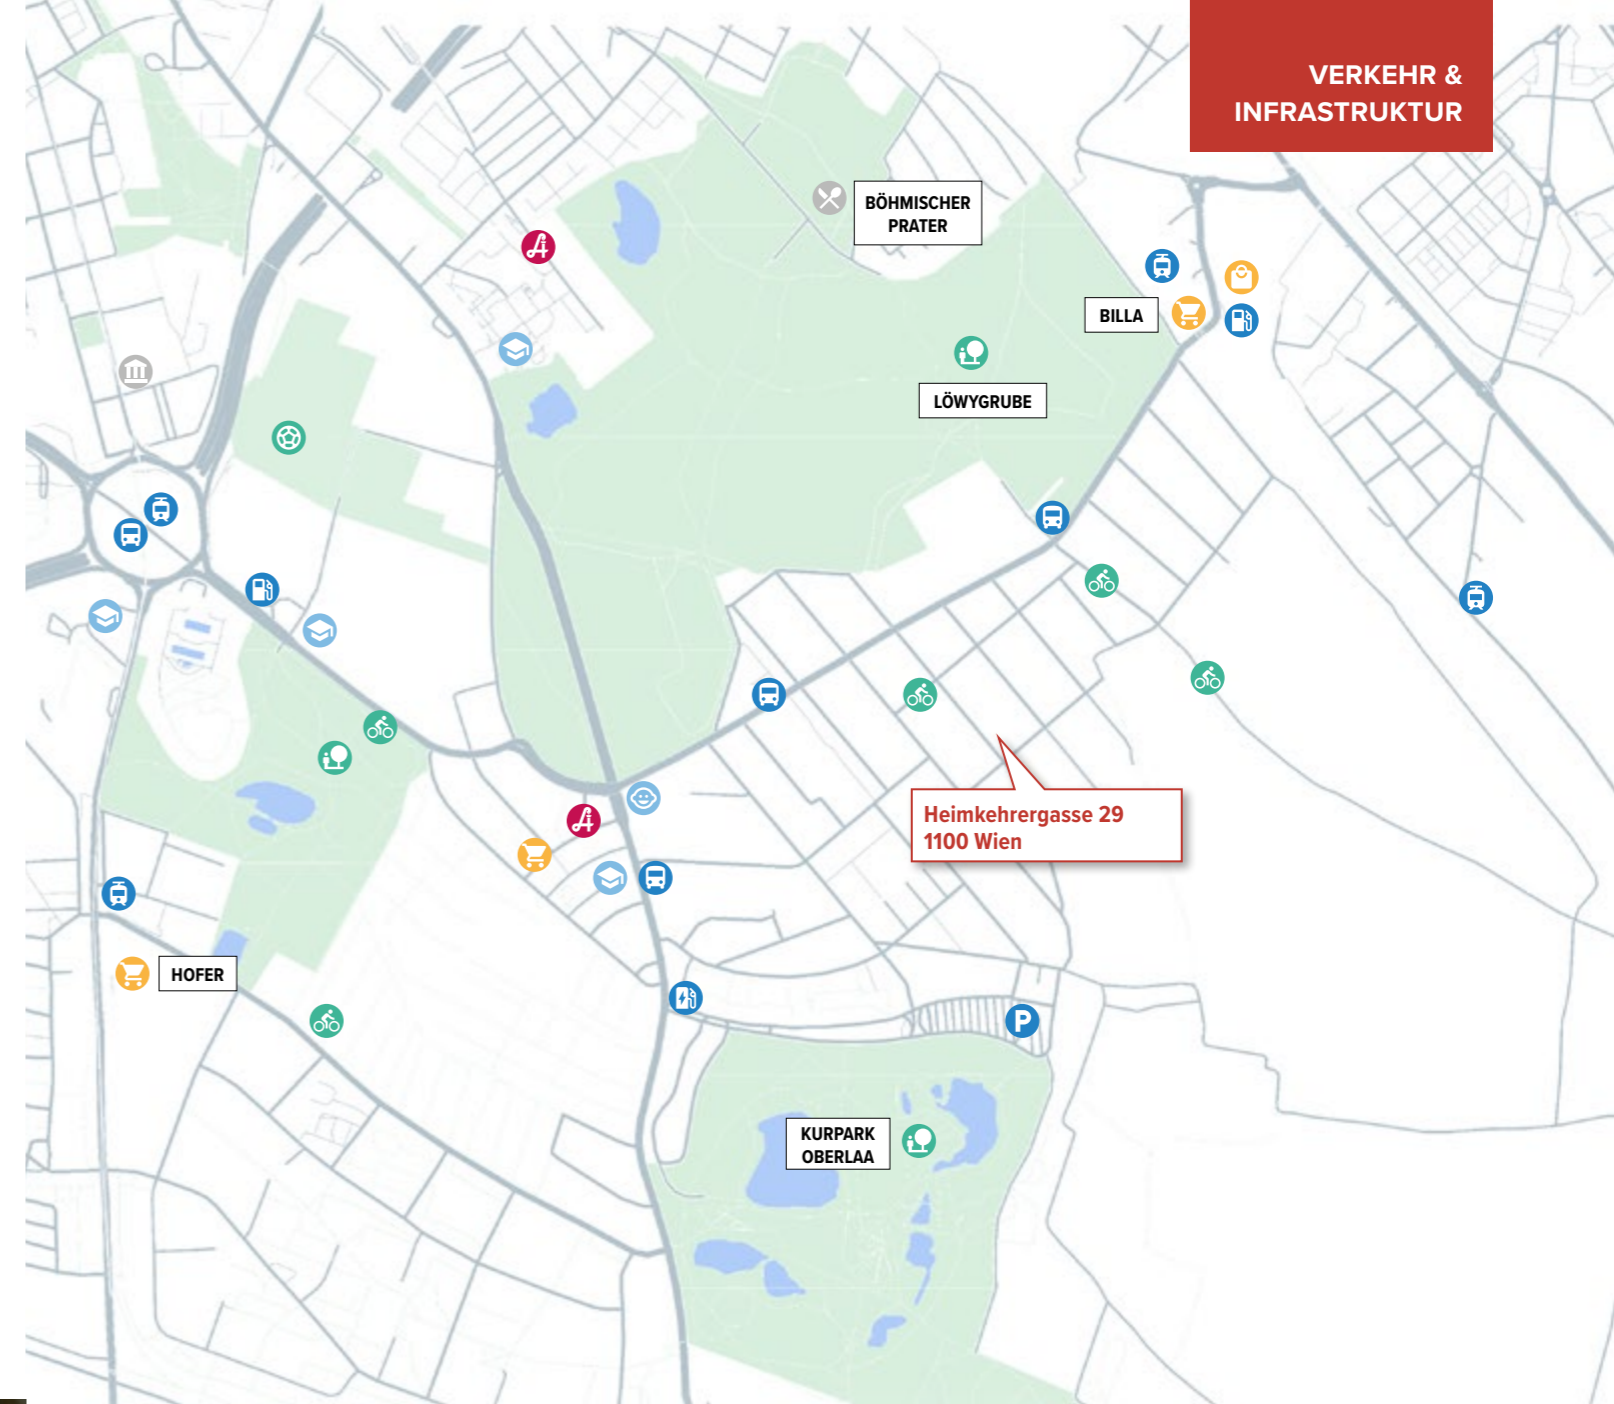 VERKEHR &
INFRASTRUKTUR
BÖHMISCHER
PRATER
BILLA
LÖWYGRUBE
Heimkehrergasse 29
1100 Wien
HOFER
P
KURPARK
OBERLAA